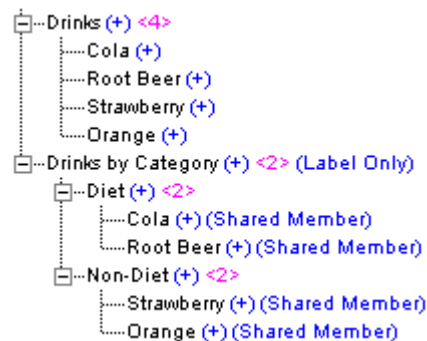 Drinks (+) <4>
Cola (+)
Root Beer (+)
Strawberry (+)
Orange (+)
Drinks by Category (+) <2> (Label Only)
Diet (+) <2>
Cola (+) (Shared Member)
Root Beer (+) (Shared Member)
Non-Diet (+) <2>
Strawberry (+) (Shared Member)
Orange (+) (Shared Member)